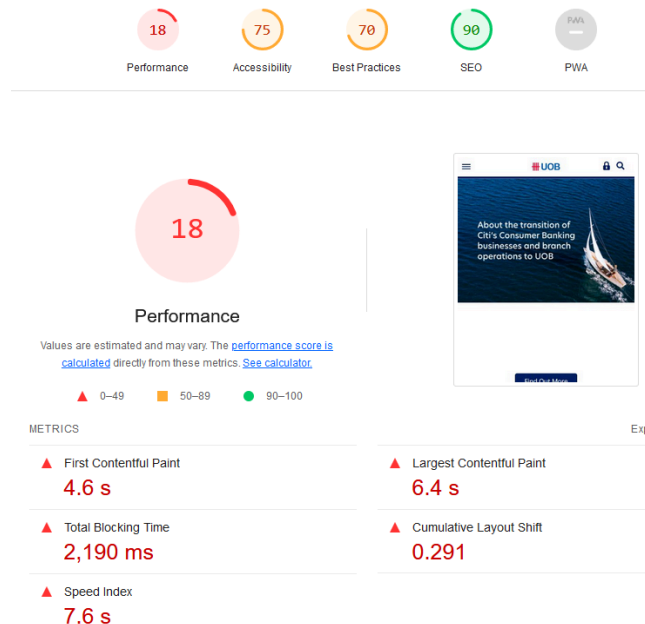 18
75
70
90
PWA
Performance
Accessibility
Best Practices
SEO
PWA
UOB
About the transition of
Citi's Consumer Banking
businesses and branch
operations to UOB
Find Out More
18
Performance
Values are estimated and may vary. The performance score is
calculated directly from these metrics. See calculator.
0–49
50–89
90–100
METRICS
First Contentful Paint
4.6 s
Largest Contentful Paint
6.4 s
Total Blocking Time
2,190 ms
Cumulative Layout Shift
0.291
Speed Index
7.6 s